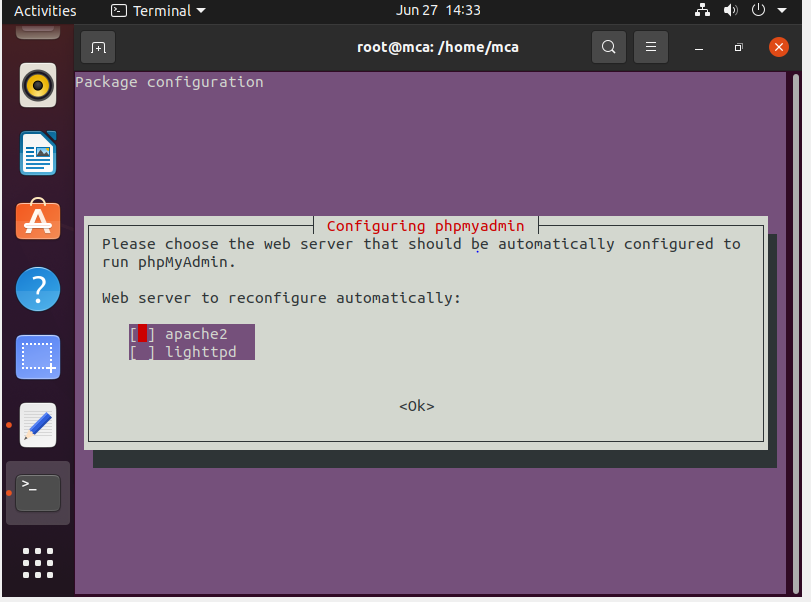 Activities
Terminal
Jun 27 14:33
root@mca: /home/mca
Package configuration
Configuring phpmyadmin
Please choose the web server that should be automatically configured to
run phpMyAdmin.
Web server to reconfigure automatically:
[ ] apache2
[ ] lighttpd
<Ok>